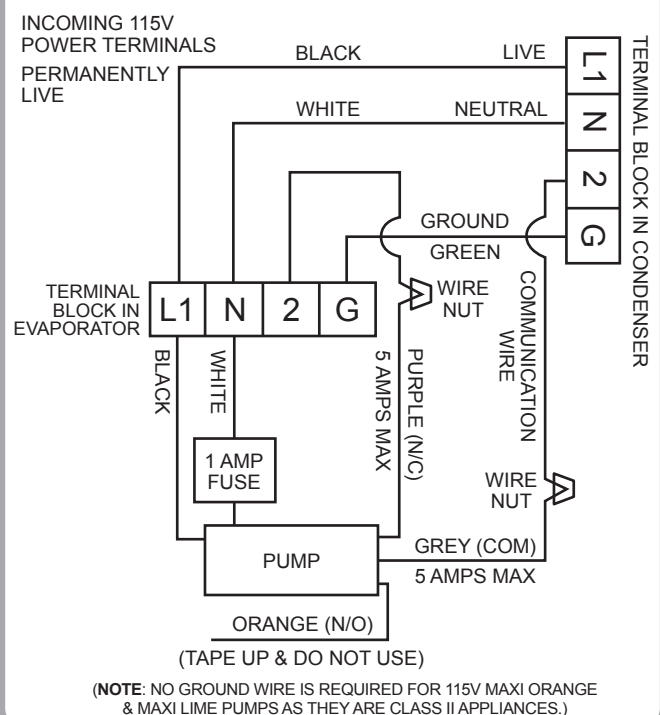 INCOMING 115V
POWER TERMINALS
PERMANENTLY
LIVE
BLACK
LIVE
WHITE
NEUTRAL
L1
N
2
G
TERMINAL BLOCK IN CONDENSER
GROUND
GREEN
TERMINAL
BLOCK IN
EVAPORATOR
L1
N
2
G
WIRE
NUT
COMMUNICATION
WIRE
BLACK
WHITE
PURPLE (N/C)
5 AMPS MAX
1 AMP
FUSE
WIRE
NUT
PUMP
GREY (COM)
5 AMPS MAX
ORANGE (N/O)
(TAPE UP & DO NOT USE)
(NOTE: NO GROUND WIRE IS REQUIRED FOR 115V MAXI ORANGE
& MAXI LIME PUMPS AS THEY ARE CLASS II APPLIANCES.)